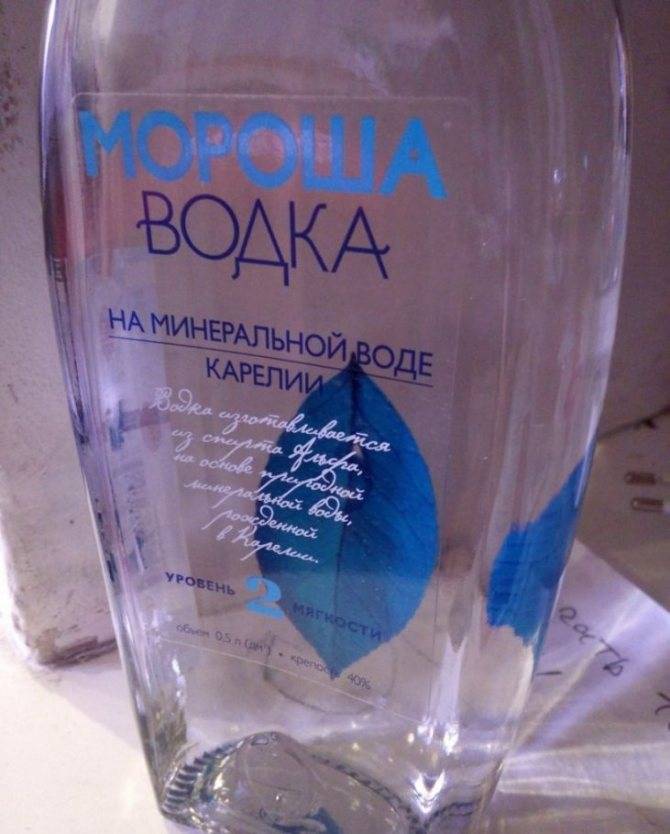 МОРОША
ВОДКА
НА МИНЕРАЛЬНОЙ ВОДЕ
КАРЕЛИИ
Водка изготавливается
из спирта Альфа,
на основе природной
минеральной воды,
рожденной
в Карелии.
УРОВЕНЬ 2 МЯГКОСТИ
объем 0,5 л (дм³) • крепость 40%